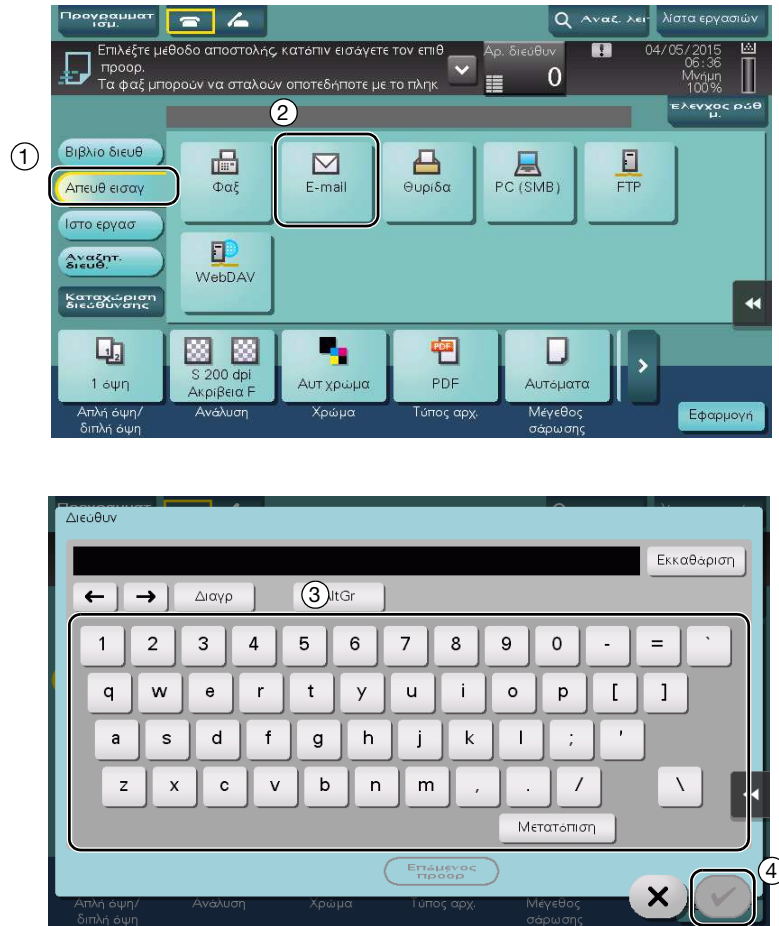 Προγραμματ
ισμ.
Αναζ. λει
λίστα εργασιών
Επιλέξτε μέθοδο αποστολής, κατόπιν εισάγετε τον επιθ
προορ.
Τα φαξ μπορούν να σταλούν οποτεδήποτε με το πληκ
Αρ. διευθυν
0
04/05/2015
06:36
Μνήμη
100%
Έλεγχος ρυθ
μ.
2
1
Βιβλίο διευθ
Απευθ εισαγ
Ιστο εργασ
Αναζητ.
διευθ.
Καταχώριση
διεύθυνσης
Φαξ
E-mail
Θυρίδα
PC (SMB)
FTP
WebDAV
1 όψη
S 200 dpi
Ακρίβεια F
Αυτ χρώμα
PDF
PDF
Αυτόματα
Απλή όψη/
διπλή όψη
Ανάλυση
Χρώμα
Τύπος αρχ.
Μέγεθος
σάρωσης
Εφαρμογή
Διεύθυν
Εκκαθάριση
← → Διαγρ 3 ltGr
1 2 3 4 5 6 7 8 9 0 - = `
q w e r t y u i o p [ ]
a s d f g h j k l ; '
z x c v b n m , . / \
Μετατόπιση
Επόμενος
προορ
4
Απλή όψη/
διπλή όψη
Ανάλυση
Χρώμα
Τύπος αρχ.
Μέγεθος
σάρωσης